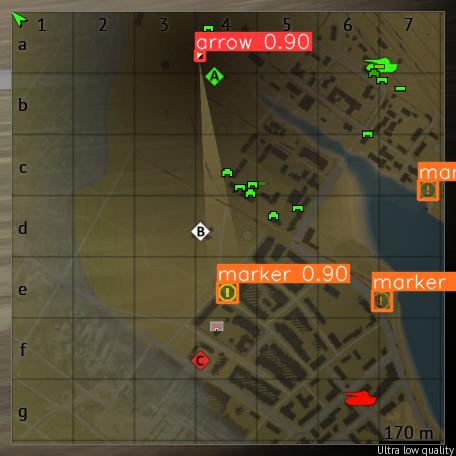 1 2 3 4 5 6 7
a
arrow 0.90
A
b
c
mar
d
B
marker 0.90
marker
e
f
C
g
170 m
Ultra low quality